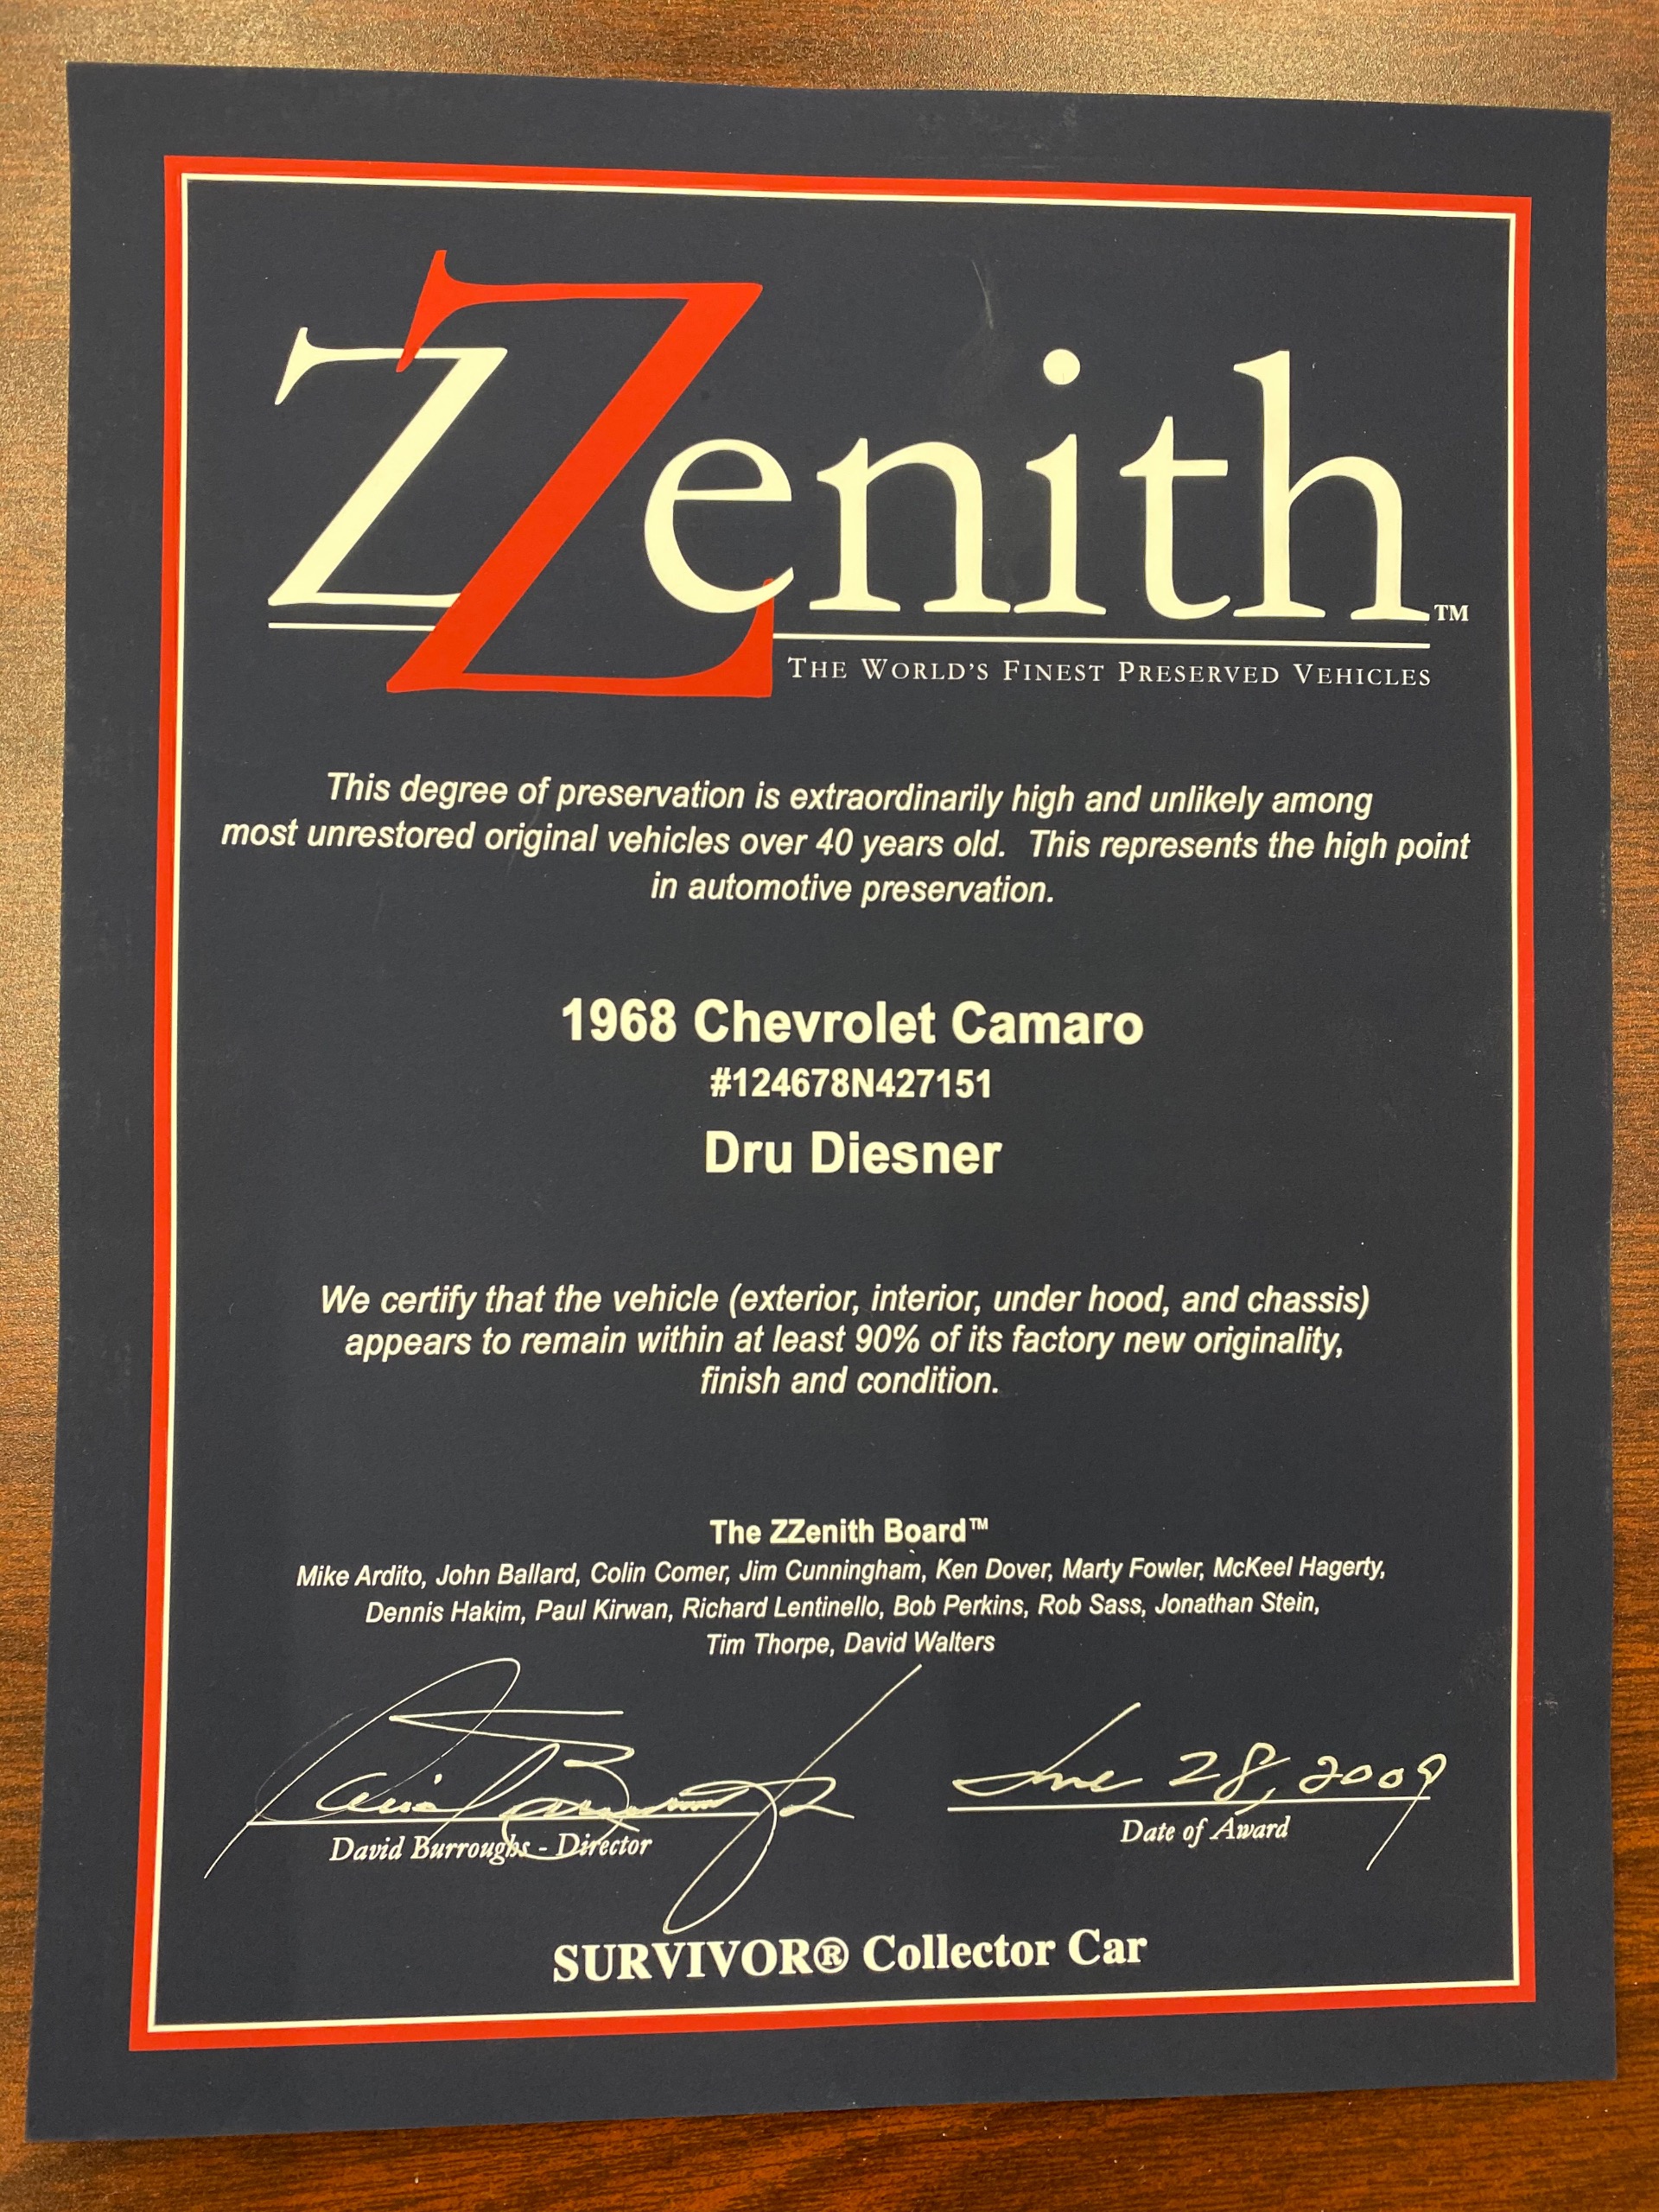 ZZenith™
THE WORLD'S FINEST PRESERVED VEHICLES
This degree of preservation is extraordinarily high and unlikely among
most unrestored original vehicles over 40 years old. This represents the high point
in automotive preservation.
1968 Chevrolet Camaro
#124678N427151
Dru Diesner
We certify that the vehicle (exterior, interior, under hood, and chassis)
appears to remain within at least 90% of its factory new originality,
finish and condition.
The ZZenith Board™
Mike Ardito, John Ballard, Colin Comer, Jim Cunningham, Ken Dover, Marty Fowler, McKeel Hagerty,
Dennis Hakim, Paul Kirwan, Richard Lentinello, Bob Perkins, Rob Sass, Jonathan Stein,
Tim Thorpe, David Walters
June 28, 2009
David Burroughs - Director
Date of Award
SURVIVOR® Collector Car